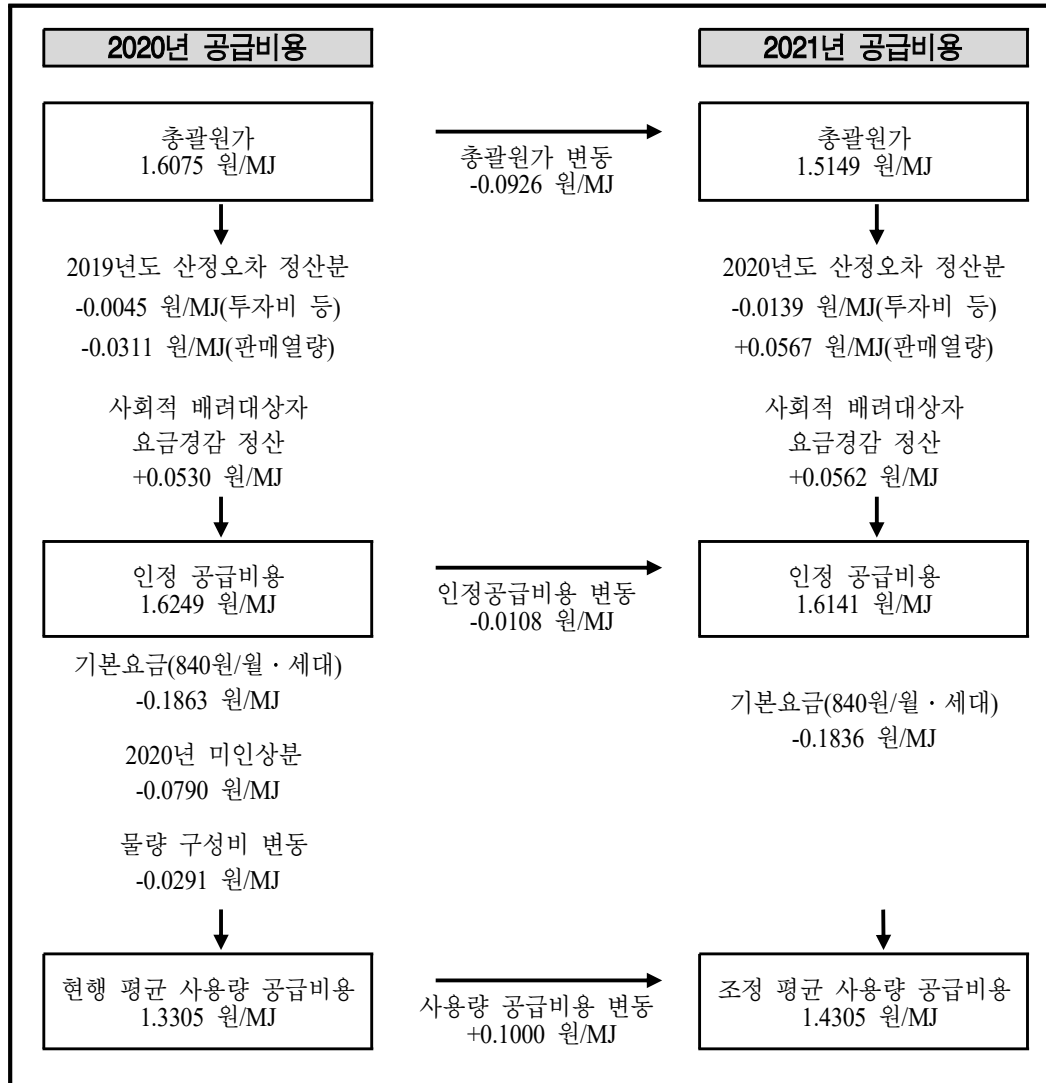 2020년 공급비용
총괄원가
1.6075 원/MJ
2019년도 산정오차 정산분
-0.0045 원/MJ(투자비 등)
-0.0311 원/MJ(판매열량)
사회적 배려대상자
요금경감 정산
+0.0530 원/MJ
인정 공급비용
1.6249 원/MJ
기본요금(840원/월·세대)
-0.1863 원/MJ
2020년 미인상분
-0.0790 원/MJ
물량 구성비 변동
-0.0291 원/MJ
현행 평균 사용량 공급비용
1.3305 원/MJ
총괄원가 변동
-0.0926 원/MJ
인정공급비용 변동
-0.0108 원/MJ
사용량 공급비용 변동
+0.1000 원/MJ
2021년 공급비용
총괄원가
1.5149 원/MJ
2020년도 산정오차 정산분
-0.0139 원/MJ(투자비 등)
+0.0567 원/MJ(판매열량)
사회적 배려대상자
요금경감 정산
+0.0562 원/MJ
인정 공급비용
1.6141 원/MJ
기본요금(840원/월·세대)
-0.1836 원/MJ
조정 평균 사용량 공급비용
1.4305 원/MJ